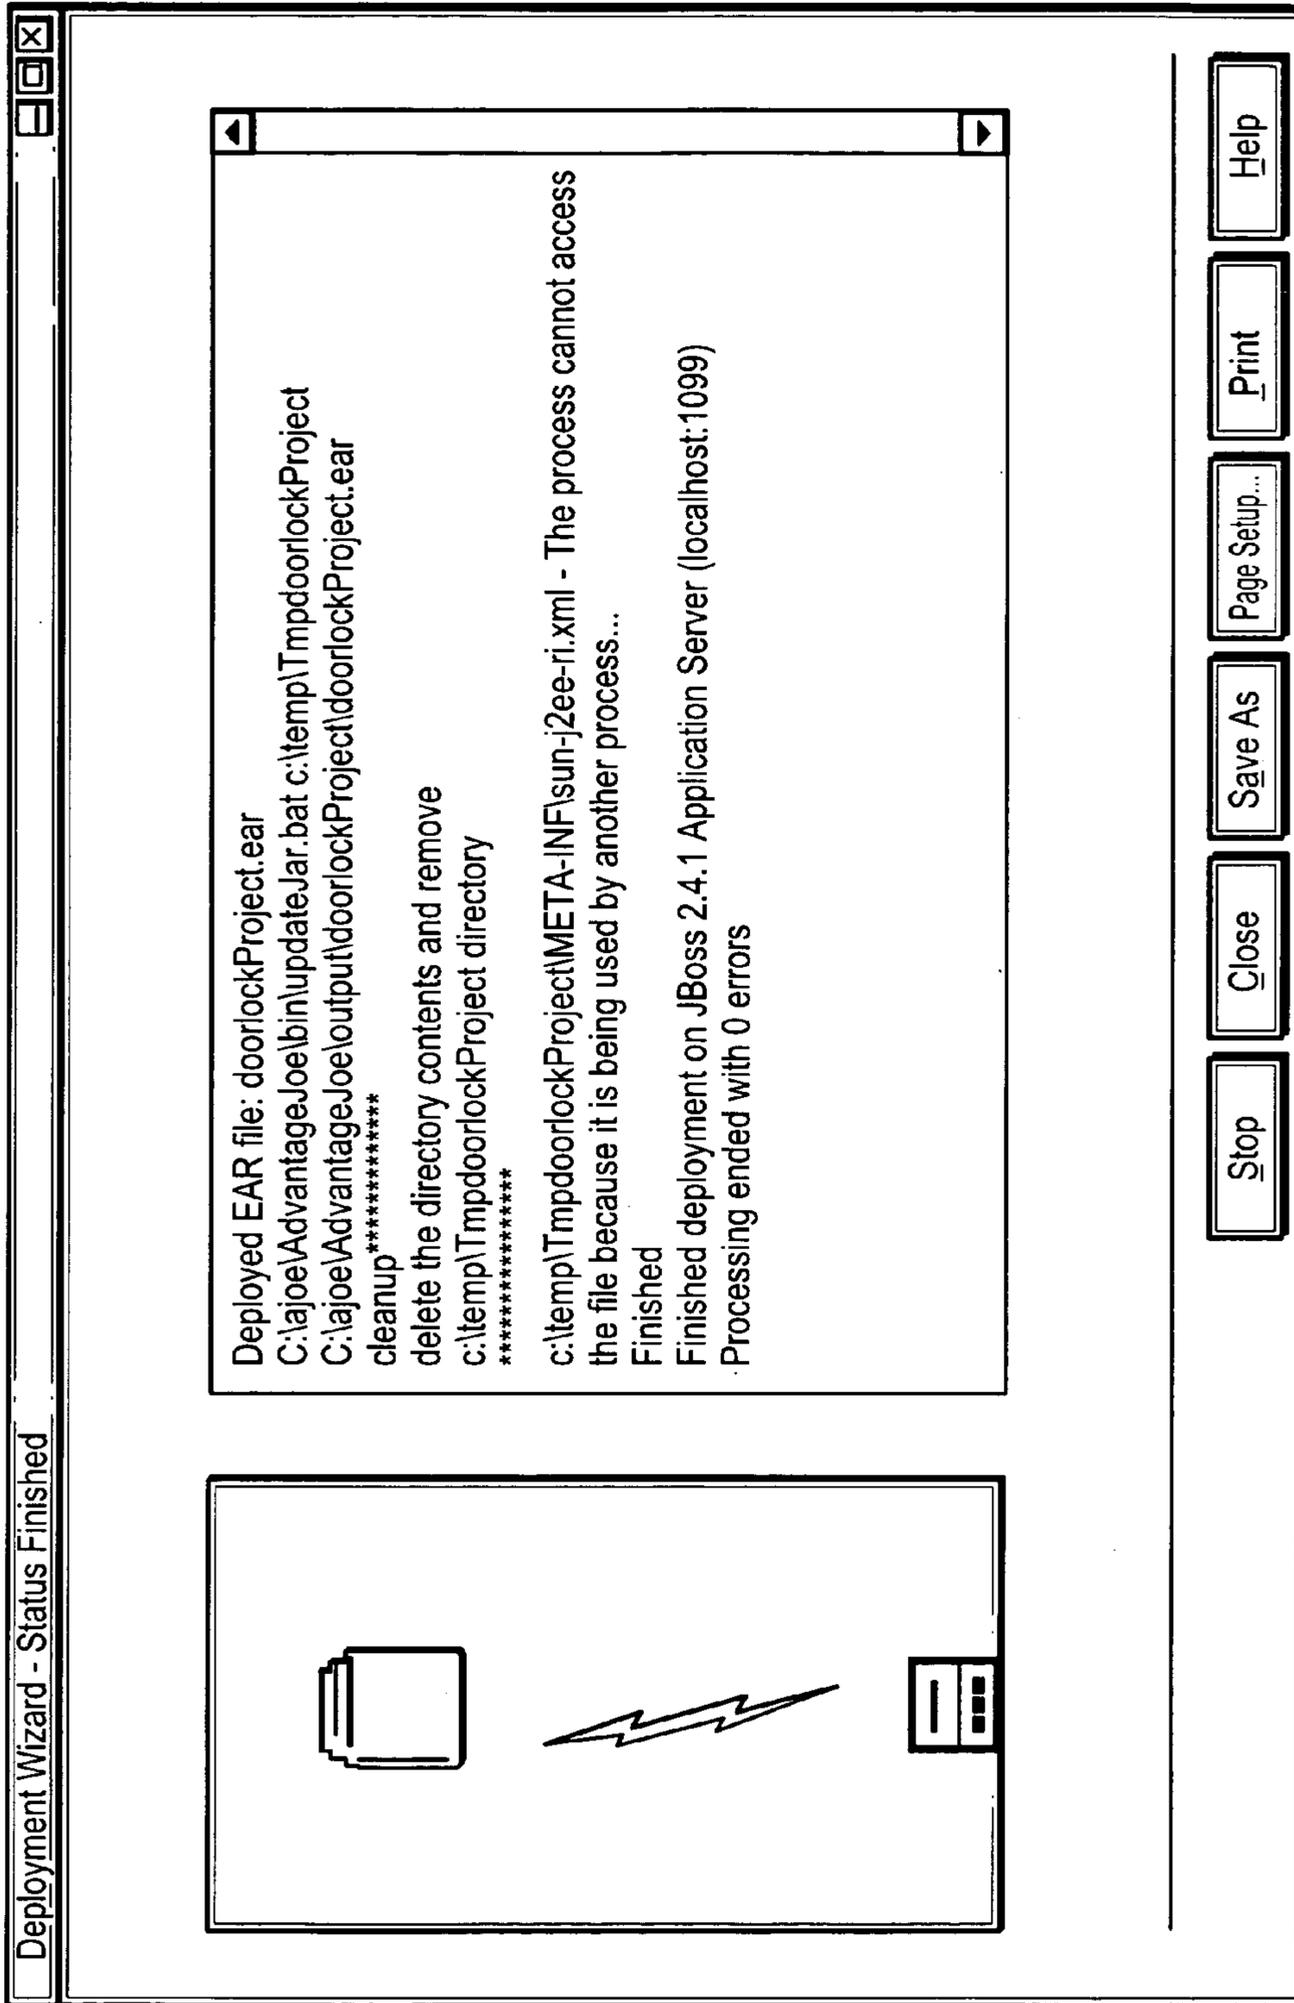 Deployment Wizard - Status Finished
Deployed EAR file: doorlockProject.ear
C:\ajoe\AdvantageJoe\bin\updateJar.bat c:\temp\TmpdoorlockProject
C:\ajoe\AdvantageJoe\output\doorlockProject\doorlockProject.ear
cleanup**************
delete the directory contents and remove
c:\temp\TmpdoorlockProject directory
*******************
c:\temp\TmpdoorlockProject\META-INF\sun-j2ee-ri.xml - The process cannot access
the file because it is being used by another process...
Finished
Finished deployment on JBoss 2.4.1 Application Server (localhost:1099)
Processing ended with 0 errors
Stop
Close
Save As
Page Setup...
Print
Help